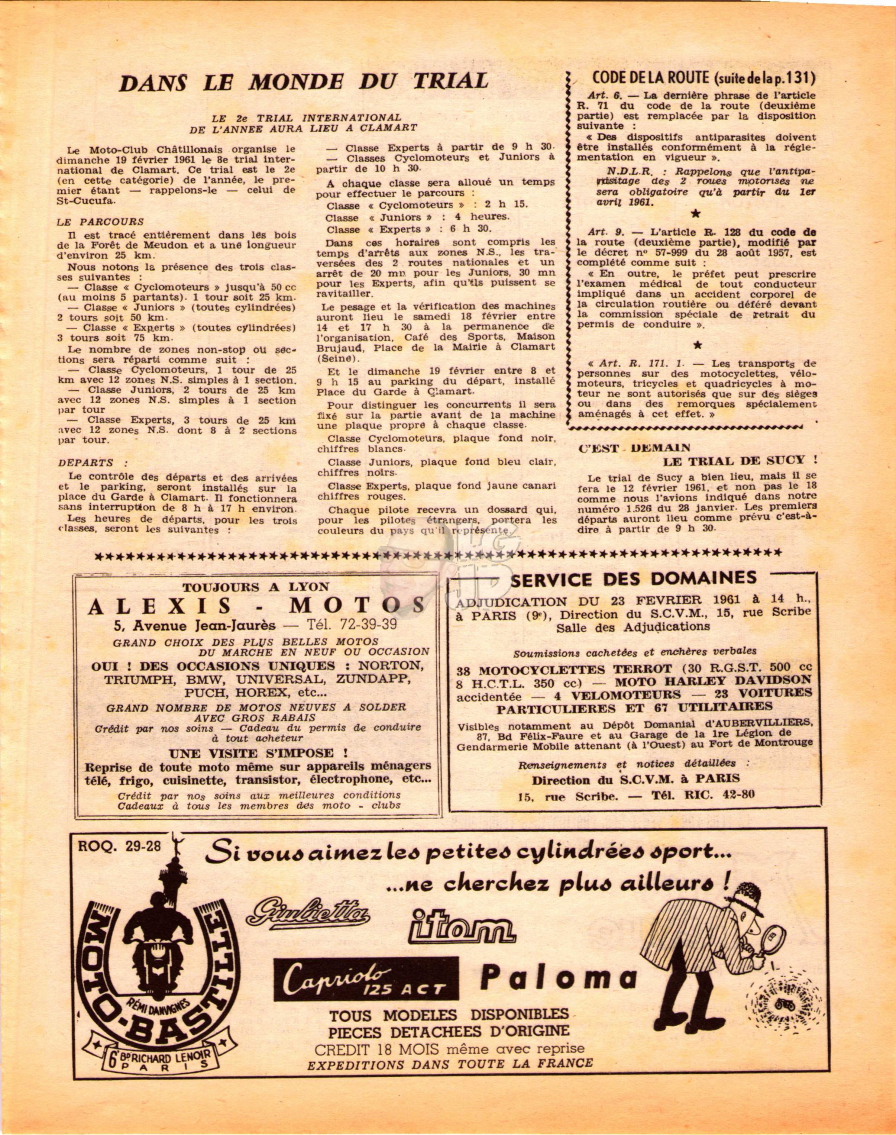 DANS LE MONDE DU TRIAL
LE 2e TRIAL INTERNATIONAL
DE L'ANNEE AURA LIEU A CLAMART
Le Moto-Club Châtillonais organise le
dimanche 19 février 1961 le 8e trial inter-
national de Clamart. Ce trial est le 2e
(en cette catégorie) de l'année, le pre-
mier étant — rappelons-le — celui de
St-Cucufa.
LE PARCOURS
Il est tracé entièrement dans les bois
de la Forêt de Meudon et a une longueur
d'environ 25 km.
Nous notons la présence des trois clas-
ses suivantes :
— Classe « Cyclomoteurs » jusqu'à 50 cc
(au moins 5 partants). 1 tour soit 25 km.
— Classe « Juniors » (toutes cylindrées)
2 tours soit 50 km.
— Classe « Experts » (toutes cylindrées)
3 tours soit 75 km.
Le nombre de zones non-stop ou sec-
tions sera réparti comme suit :
— Classe Cyclomoteurs, 1 tour de 25
km avec 12 zones N.S. simples à 1 section.
— Classe Juniors, 2 tours de 25 km
avec 12 zones N.S. simples à 1 section
par tour
— Classe Experts, 3 tours de 25 km
avec 12 zones N.S. dont 8 à 2 sections
par tour.
DEPARTS :
Le contrôle des départs et des arrivées
et le parking, seront installés sur la
place du Garde à Clamart. Il fonctionnera
sans interruption de 8 h à 17 h environ.
Les heures de départs, pour les trois
classes, seront les suivantes :
— Classe Experts à partir de 9 h 30.
— Classes Cyclomoteurs et Juniors à
partir de 10 h 30.
A chaque classe sera alloué un temps
pour effectuer le parcours :
Classe « Cyclomoteurs » : 2 h 15.
Classe « Juniors » : 4 heures.
Classe « Experts » : 6 h 30.
Dans ces horaires sont compris les
temps d'arrêts aux zones N.S., les tra-
versées des 2 routes nationales et un
arrêt de 20 mn pour les Juniors, 30 mn
pour les Experts, afin qu'ils puissent se
ravitailler.
Le pesage et la vérification des machines
auront lieu le samedi 18 février entre
14 et 17 h 30 à la permanence de
l'organisation, Café des Sports, Maison
Brujaud, Place de la Mairie à Clamart
(Seine).
Et le dimanche 19 février entre 8 et
9 h 15 au parking du départ, installé
Place du Garde à Clamart.
Pour distinguer les concurrents il sera
fixé sur la partie avant de la machine
une plaque propre à chaque classe.
Classe Cyclomoteurs, plaque fond noir,
chiffres blancs.
Classe Juniors, plaque fond bleu clair,
chiffres noirs.
Classe Experts, plaque fond jaune canari
chiffres rouges.
Chaque pilote recevra un dossard qui,
pour les pilotes étrangers, portera les
couleurs du pays qu'il représente.
CODE DE LA ROUTE (suite de la p. 131)
Art. 6. — La dernière phrase de l'article
R. 71 du code de la route (deuxième
partie) est remplacée par la disposition
suivante :
« Des dispositifs antiparasites doivent
être installés conformément à la régle-
mentation en vigueur ».
N.D.L.R. : Rappelons que l'antipa-
rasitage des 2 roues motorisés ne
sera obligatoire qu'à partir du 1er
avril 1961.
★
Art. 9. — L'article R. 128 du code de
la route (deuxième partie), modifié par
le décret n° 57-999 du 28 août 1957, est
complété comme suit :
« En outre, le préfet peut prescrire
l'examen médical de tout conducteur
impliqué dans un accident corporel de
la circulation routière ou déféré devant
la commission spéciale de retrait du
permis de conduire ».
★
« Art. R. 171. 1. — Les transports de
personnes sur des motocyclettes, vélo-
moteurs, tricycles et quadricycles à mo-
teur ne sont autorisés que sur des sièges
ou dans des remorques spécialement
aménagés à cet effet. »
C'EST DEMAIN
LE TRIAL DE SUCY !
Le trial de Sucy a bien lieu, mais il se
fera le 12 février 1961, et non pas le 18
comme nous l'avions indiqué dans notre
numéro 1.526 du 28 janvier. Les premiers
départs auront lieu comme prévu c'est-à-
dire à partir de 9 h 30.
TOUJOURS A LYON
ALEXIS - MOTOS
5, Avenue Jean-Jaurès — Tél. 72-39-39
GRAND CHOIX DES PLUS BELLES MOTOS
DU MARCHE EN NEUF OU OCCASION
OUI ! DES OCCASIONS UNIQUES : NORTON,
TRIUMPH, BMW, UNIVERSAL, ZUNDAPP,
PUCH, HOREX, etc...
GRAND NOMBRE DE MOTOS NEUVES A SOLDER
AVEC GROS RABAIS
Crédit par nos soins — Cadeau du permis de conduire
à tout acheteur
UNE VISITE S'IMPOSE !
Reprise de toute moto même sur appareils ménagers
télé, frigo, cuisinette, transistor, électrophone, etc...
Crédit par nos soins aux meilleures conditions
Cadeaux à tous les membres des moto - clubs
SERVICE DES DOMAINES
ADJUDICATION DU 23 FEVRIER 1961 à 14 h.,
à PARIS (9e), Direction du S.C.V.M., 15, rue Scribe
Salle des Adjudications
Soumissions cachetées et enchères verbales
38 MOTOCYCLETTES TERROT (30 R.G.S.T. 500 cc
8 H.C.T.L. 350 cc) — MOTO HARLEY DAVIDSON
accidentée — 4 VELOMOTEURS — 23 VOITURES
PARTICULIERES ET 67 UTILITAIRES
Visibles notamment au Dépôt Domanial d'AUBERVILLIERS,
87, Bd Félix-Faure et au Garage de la 1re Légion de
Gendarmerie Mobile attenant (à l'Ouest) au Fort de Montrouge
Renseignements et notices détaillées :
Direction du S.C.V.M. à PARIS
15, rue Scribe. — Tél. RIC. 42-80
ROQ. 29-28
Si vous aimez les petites cylindrées sport...
...ne cherchez plus ailleurs !
Giulietta
itom
Capriolo
125 ACT
Paloma
MOTO-BASTILLE
RÉMI DANVIGNES
6 Bd RICHARD LENOIR
PARIS
TOUS MODELES DISPONIBLES
PIECES DETACHEES D'ORIGINE
CREDIT 18 MOIS même avec reprise
EXPEDITIONS DANS TOUTE LA FRANCE